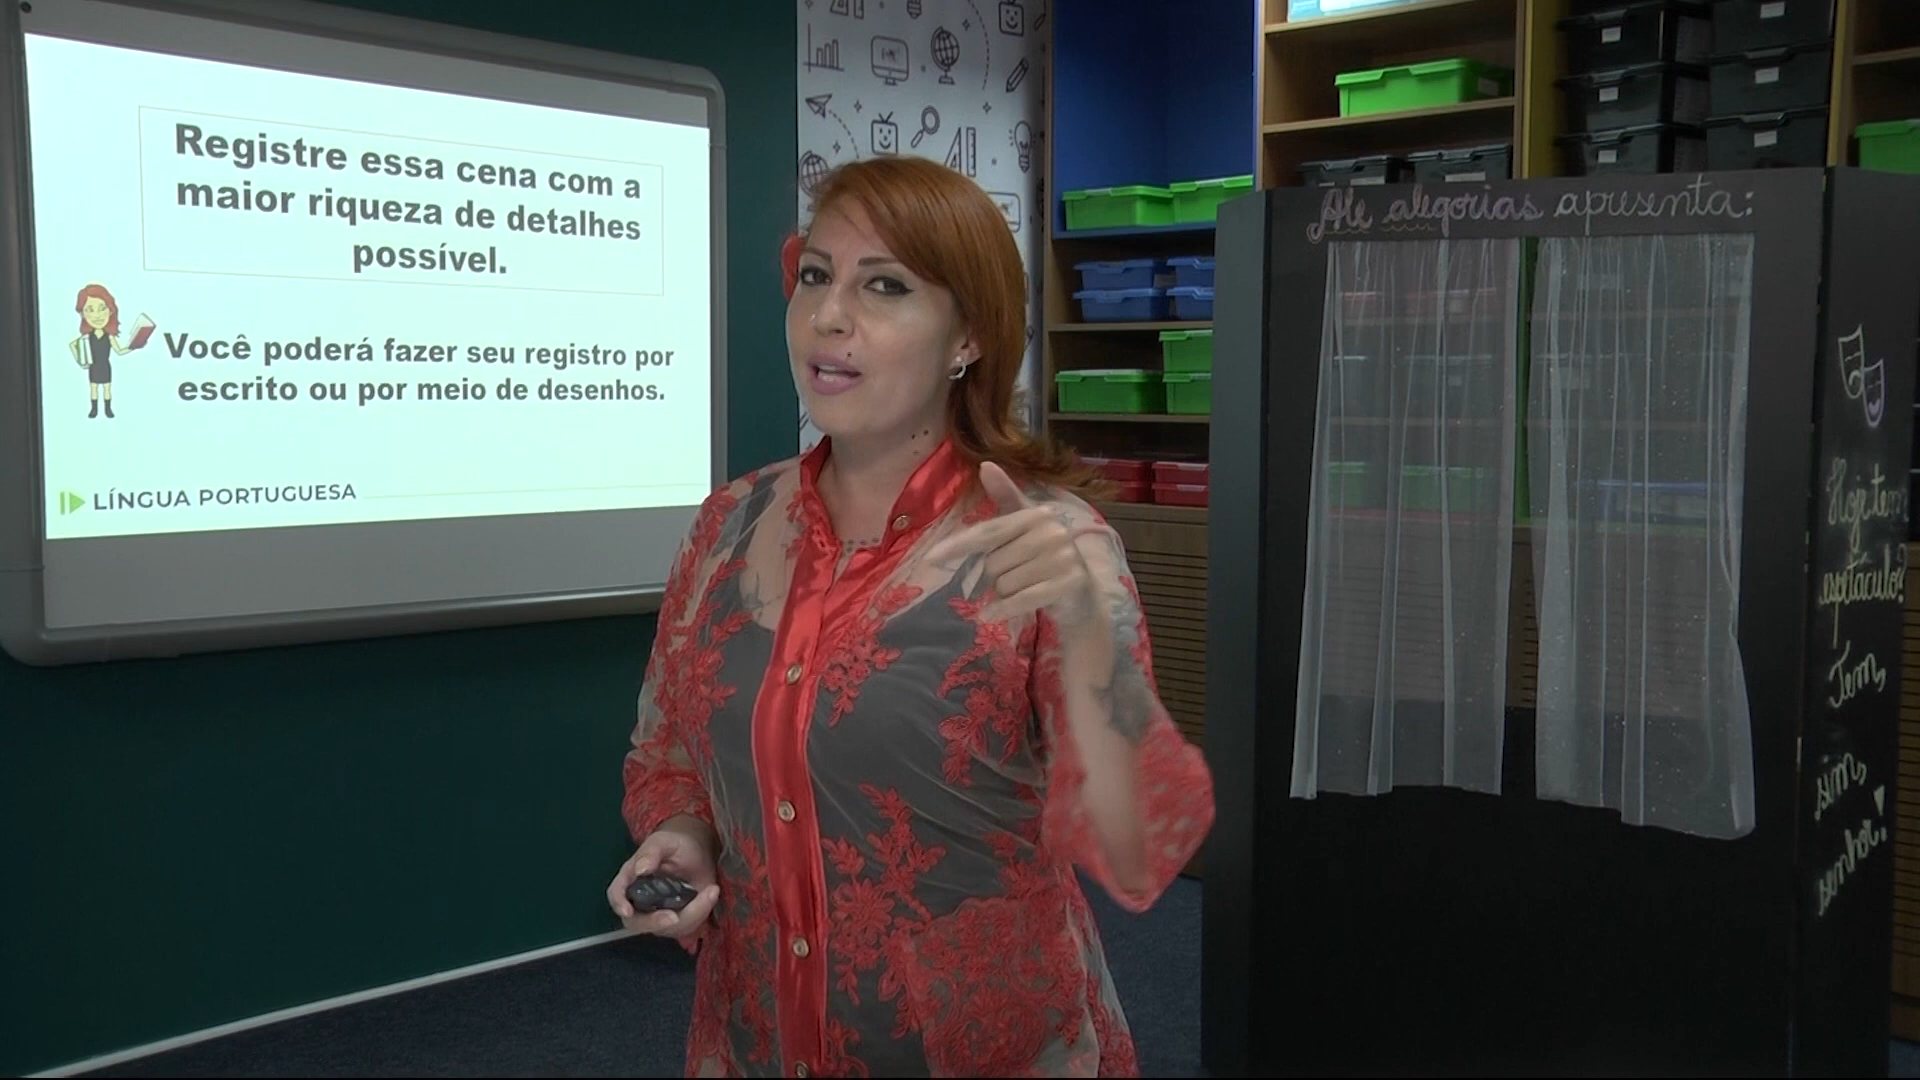 Registre essa cena com a
maior riqueza de detalhes
possível.
Você poderá fazer seu registro por
escrito ou por meio de desenhos.
LÍNGUA PORTUGUESA
Ale alegorias apresenta:
Hoje tem
espetáculo?
Tem,
sim,
senhor!